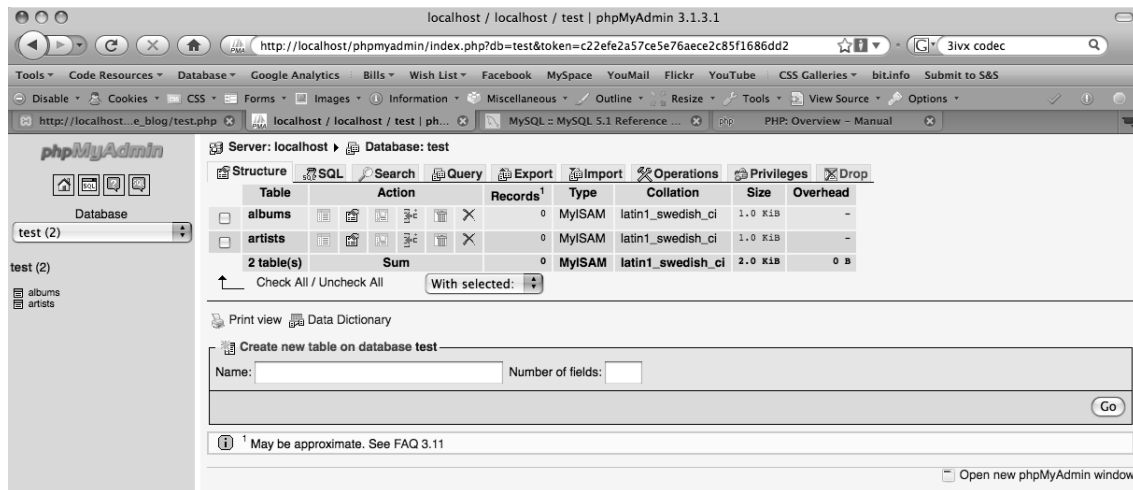 localhost / localhost / test | phpMyAdmin 3.1.3.1
http://localhost/phpmyadmin/index.php?db=test&token=c22efe2a57ce5e76aece2c85f1686dd2 3ivx codec
Tools Code Resources Database Google Analytics Bills Wish List Facebook MySpace YouMail Flickr YouTube CSS Galleries bit.info Submit to S&S
Disable Cookies CSS Forms Images Information Miscellaneous Outline Resize Tools View Source Options
http://localhost...e_blog/test.php localhost / localhost / test | ph... MySQL :: MySQL 5.1 Reference ... php PHP: Overview - Manual
phpMyAdmin
SQL
Database
test (2)
test (2)
albums
artists
Server: localhost Database: test
Structure SQL Search Query Export Import Operations Privileges Drop
Table Action Records1 Type Collation Size Overhead
albums 0 MyISAM latin1_swedish_ci 1.0 KiB -
artists 0 MyISAM latin1_swedish_ci 1.0 KiB -
2 table(s) Sum 0 MyISAM latin1_swedish_ci 2.0 KiB 0 B
Check All / Uncheck All With selected:
Print view Data Dictionary
Create new table on database test
Name: Number of fields:
Go
1 May be approximate. See FAQ 3.11
Open new phpMyAdmin window